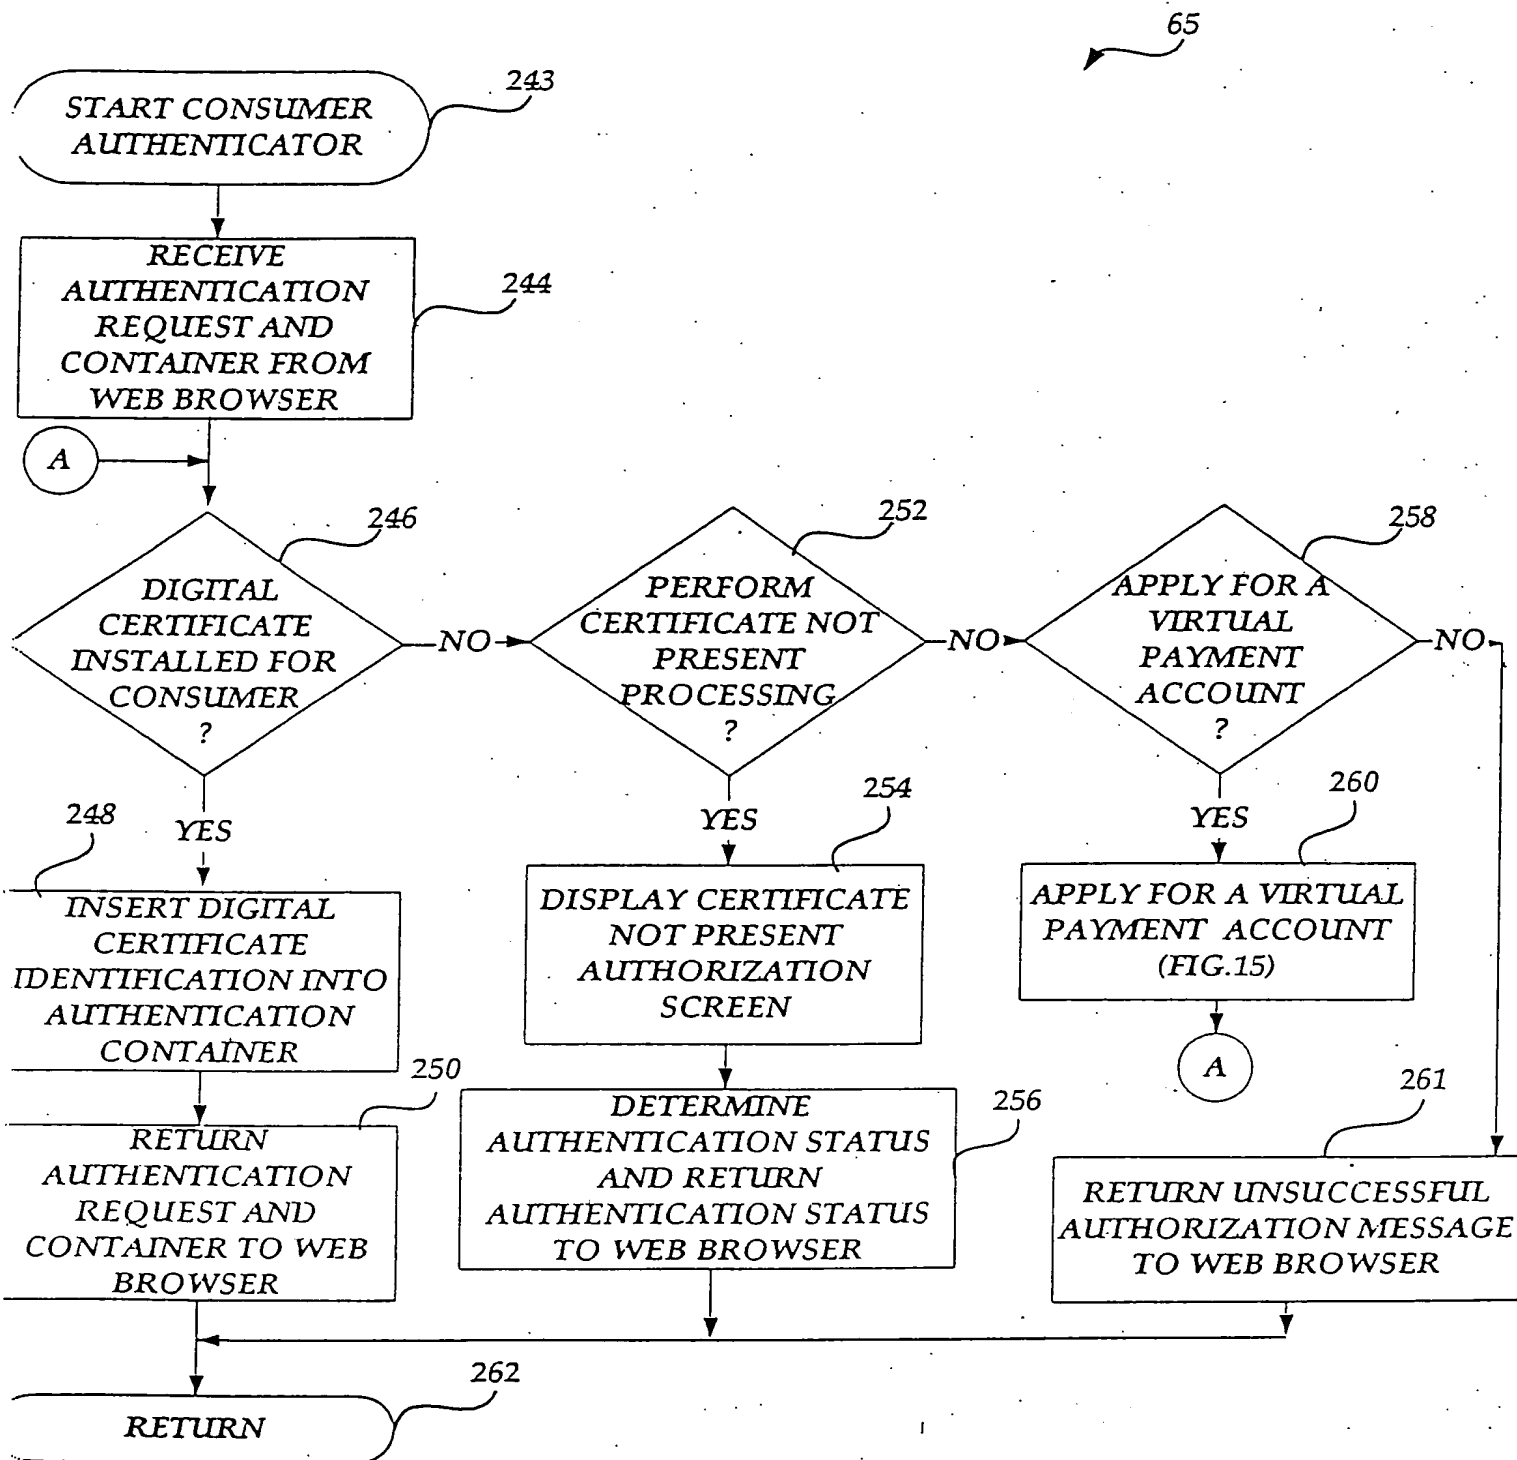 65
243
START CONSUMER
AUTHENTICATOR
244
RECEIVE
AUTHENTICATION
REQUEST AND
CONTAINER FROM
WEB BROWSER
A
246
DIGITAL
CERTIFICATE
INSTALLED FOR
CONSUMER
?
NO
252
PERFORM
CERTIFICATE NOT
PRESENT
PROCESSING
?
NO
258
APPLY FOR A
VIRTUAL
PAYMENT
ACCOUNT
?
NO
YES
YES
YES
248
INSERT DIGITAL
CERTIFICATE
IDENTIFICATION INTO
AUTHENTICATION
CONTAINER
254
DISPLAY CERTIFICATE
NOT PRESENT
AUTHORIZATION
SCREEN
260
APPLY FOR A VIRTUAL
PAYMENT ACCOUNT
(FIG.15)
A
250
RETURN
AUTHENTICATION
REQUEST AND
CONTAINER TO WEB
BROWSER
256
DETERMINE
AUTHENTICATION STATUS
AND RETURN
AUTHENTICATION STATUS
TO WEB BROWSER
261
RETURN UNSUCCESSFUL
AUTHORIZATION MESSAGE
TO WEB BROWSER
262
RETURN